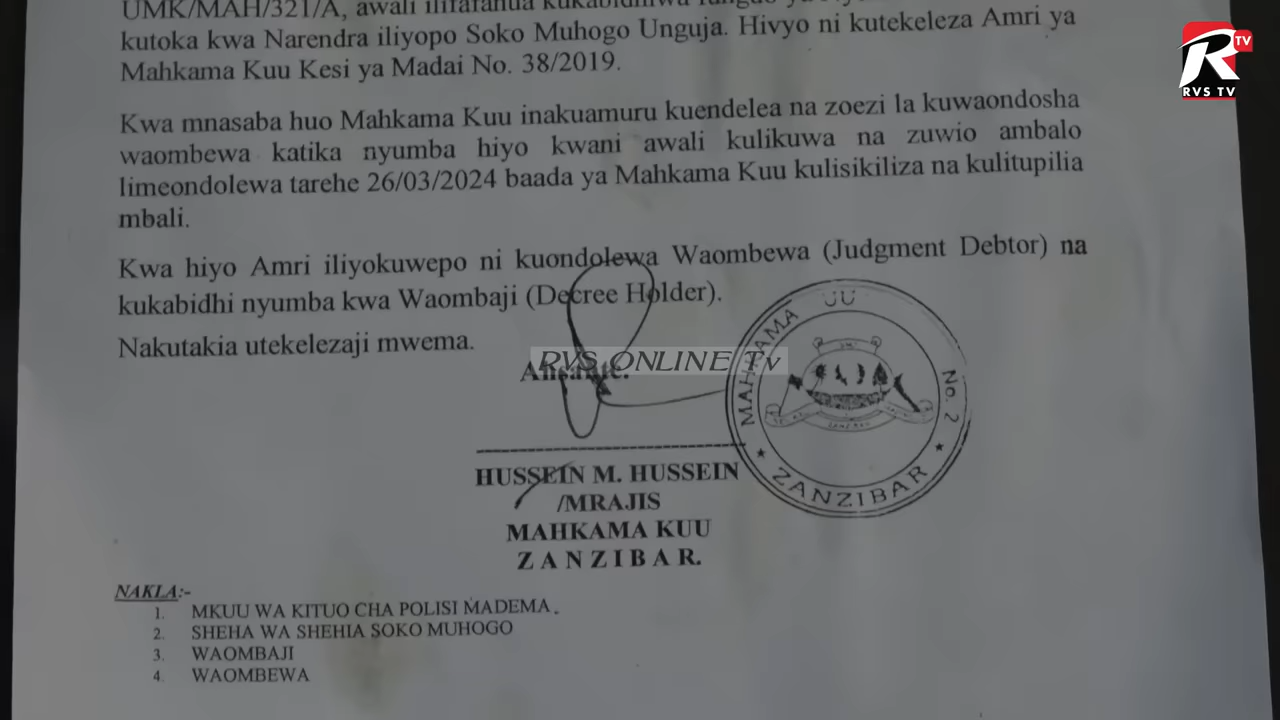 UMK/MAH/321/A, awali
kutoka kwa Narendra iliyopo Soko Muhogo Unguja. Hivyo ni kutekeleza Amri ya
Mahkama Kuu Kesi ya Madai No. 38/2019.
Kwa mnasaba huo Mahkama Kuu inakuamuru kuendelea na zoezi la kuwaondosha
waombewa katika nyumba hiyo kwani awali kulikuwa na zuwio ambalo
limeondolewa tarehe 26/03/2024 baada ya Mahkama Kuu kulisikiliza na kulitupilia
mbali.
Kwa hiyo Amri iliyokuwepo ni kuondolewa Waombewa (Judgment Debtor) na
kukabidhi nyumba kwa Waombaji (Decree Holder).
Nakutakia utekelezaji mwema.
RVS ONLINE Tv
HUSSEIN M. HUSSEIN
/MRAJIS
MAHKAMA KUU
Z A N Z I B A R.
MAHKAMA UU No. 2
ZANZIBAR
NAKLA:-
1. MKUU WA KITUO CHA POLISI MADEMA.
2. SHEHA WA SHEHIA SOKO MUHOGO
3. WAOMBAJI
4. WAOMBEWA
R TV
RVS TV